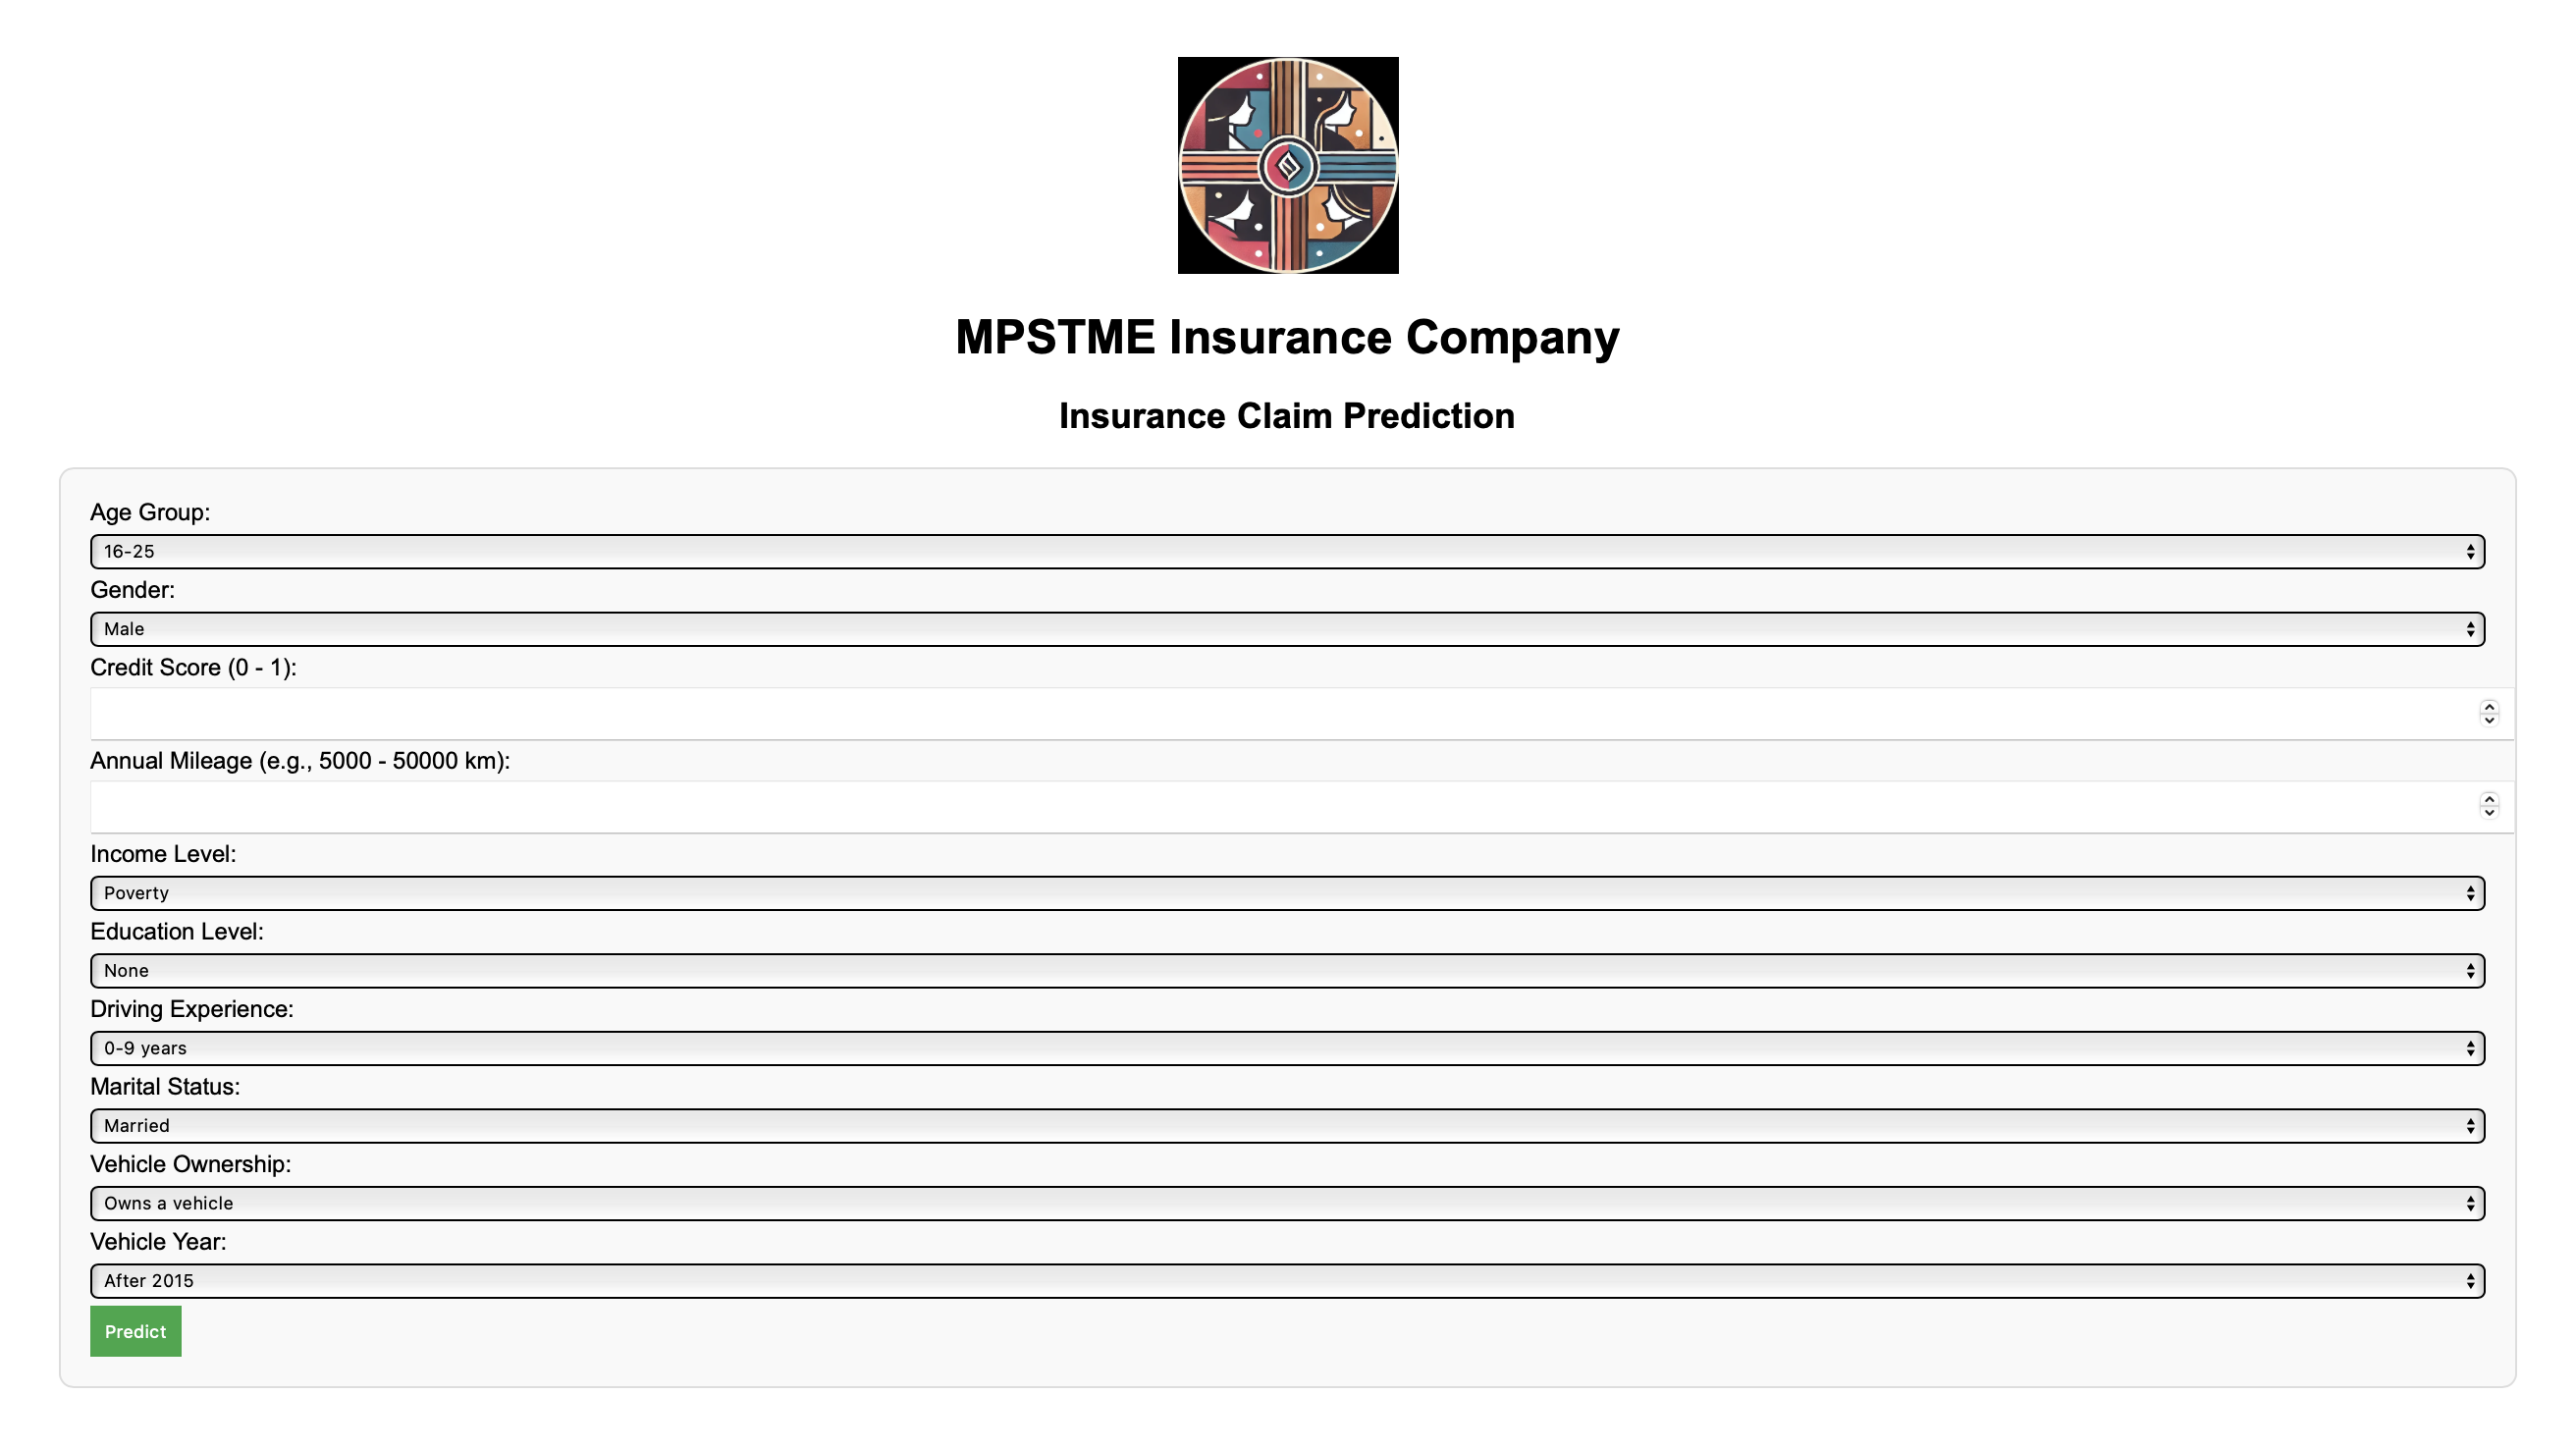 MPSTME Insurance Company
Insurance Claim Prediction
Age Group:
16-25
Gender:
Male
Credit Score (0 - 1):
Annual Mileage (e.g., 5000 - 50000 km):
Income Level:
Poverty
Education Level:
None
Driving Experience:
0-9 years
Marital Status:
Married
Vehicle Ownership:
Owns a vehicle
Vehicle Year:
After 2015
Predict